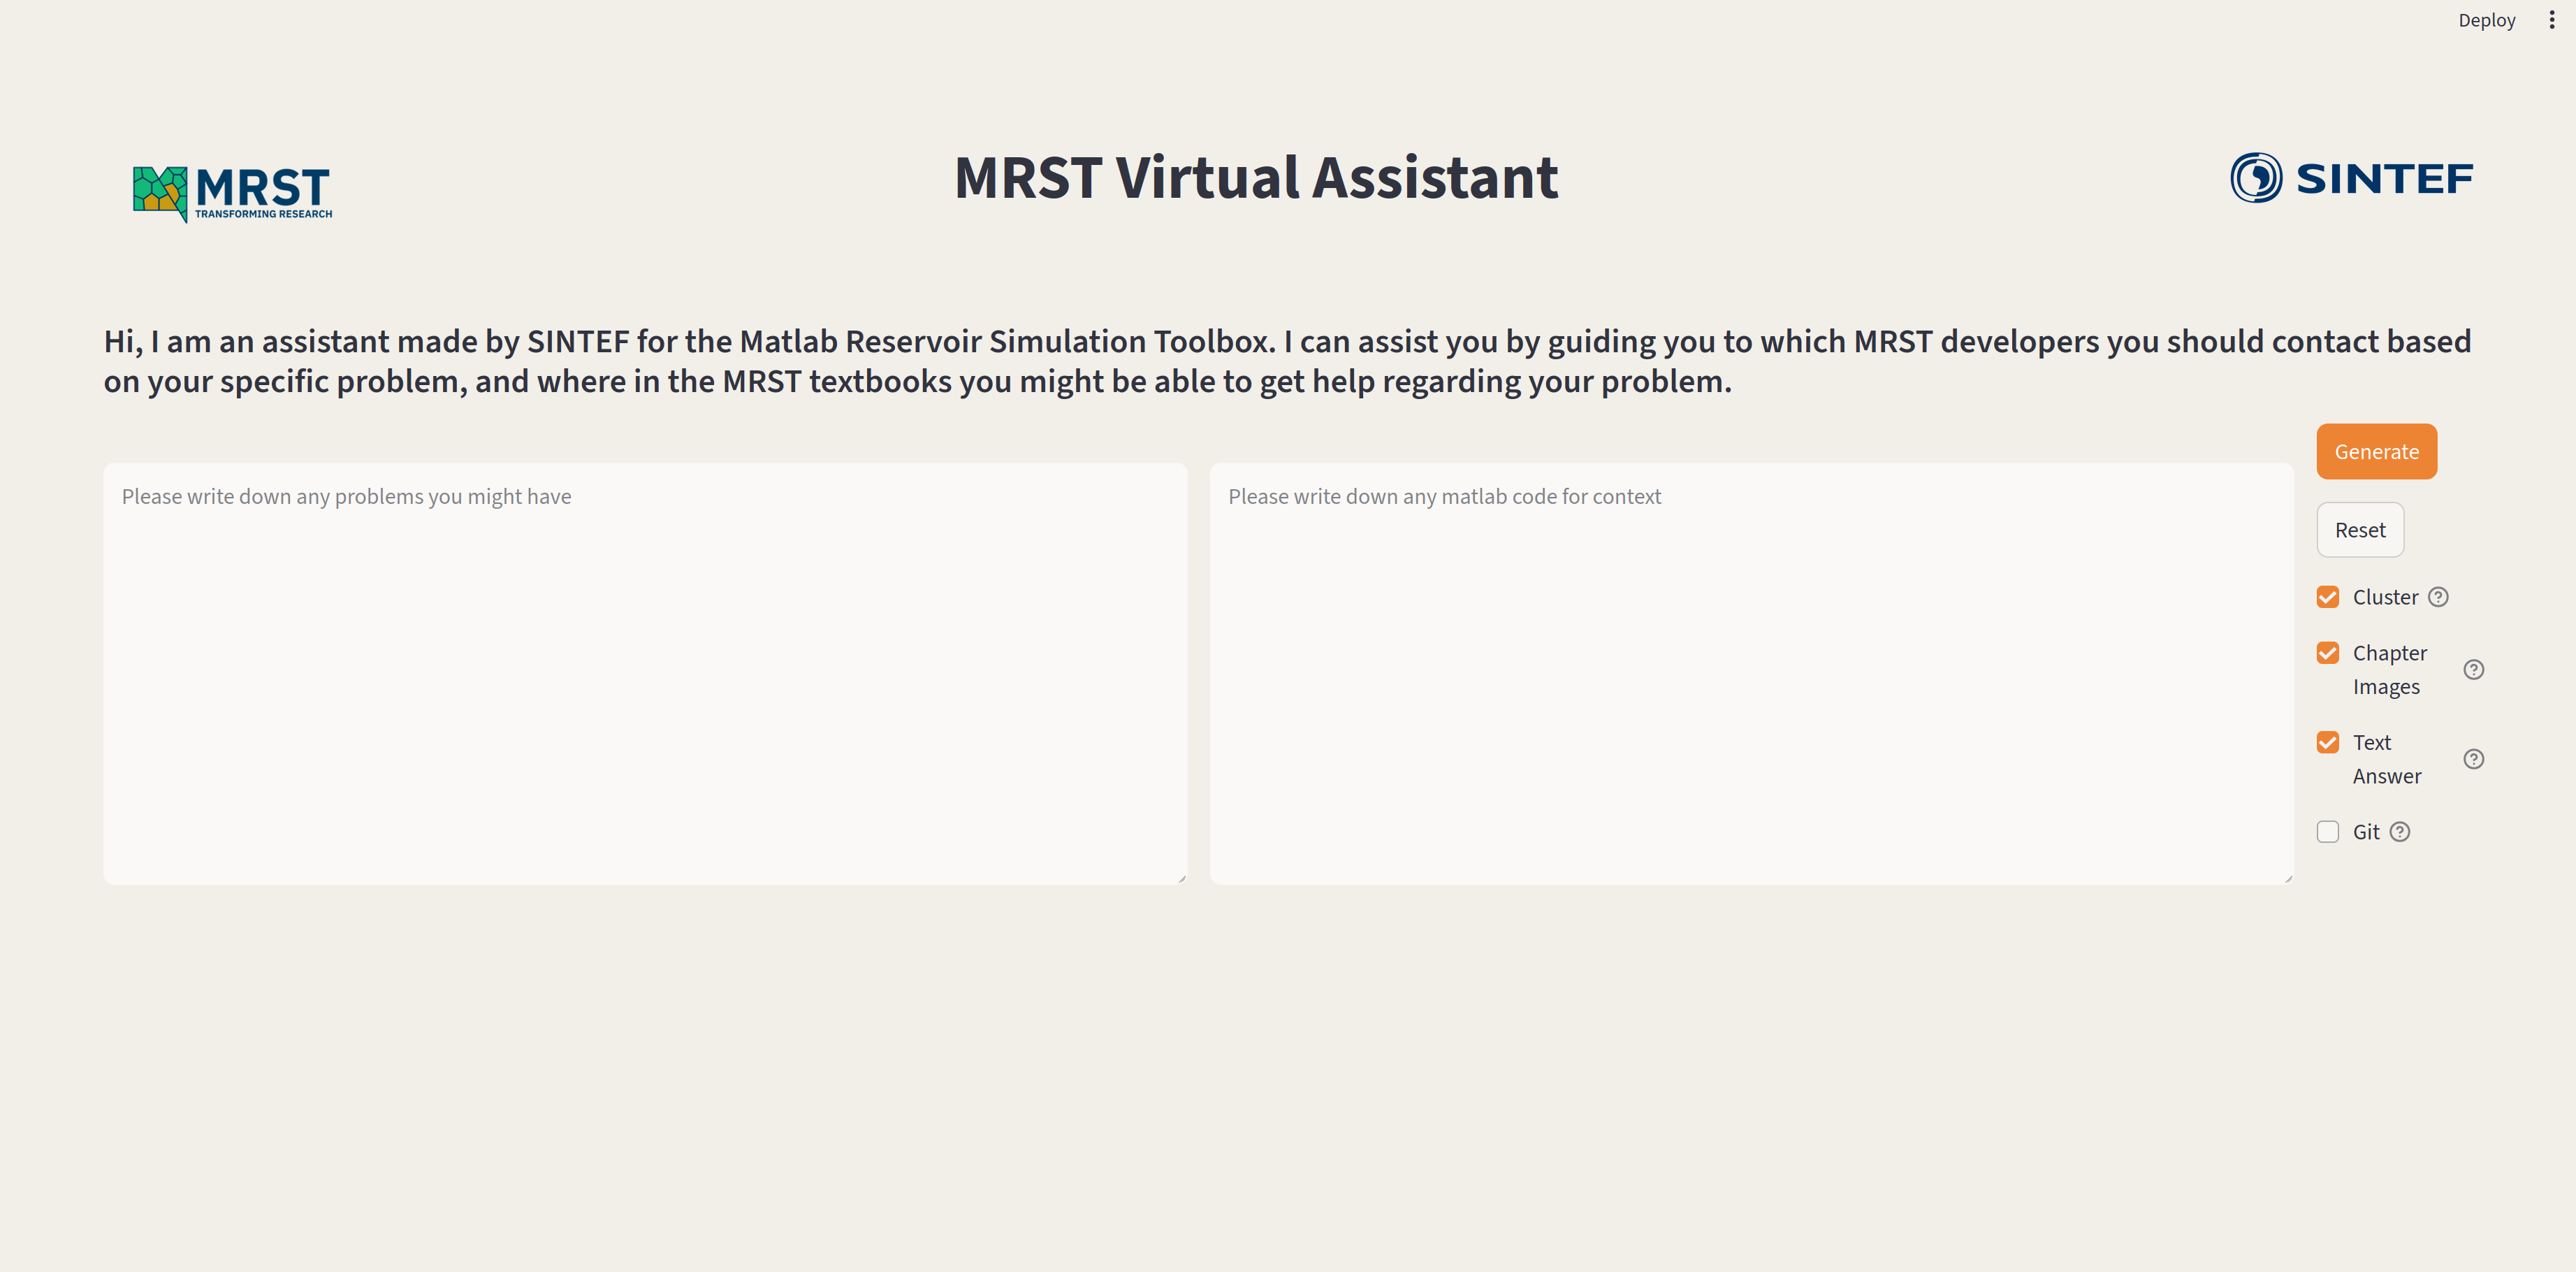 Deploy
MRST
TRANSFORMING RESEARCH
MRST Virtual Assistant
SINTEF
Hi, I am an assistant made by SINTEF for the Matlab Reservoir Simulation Toolbox. I can assist you by guiding you to which MRST developers you should contact based
on your specific problem, and where in the MRST textbooks you might be able to get help regarding your problem.
Please write down any problems you might have
Please write down any matlab code for context
Generate
Reset
Cluster
Chapter
Images
Text
Answer
Git